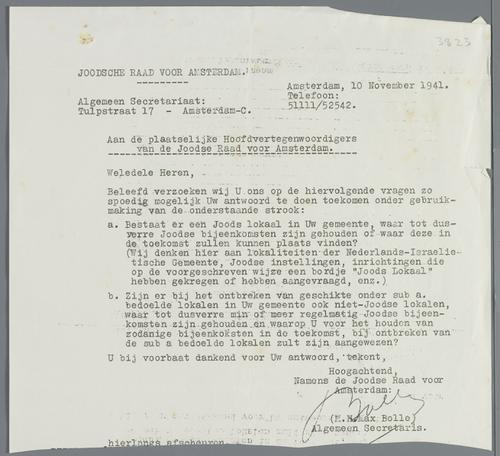 3823
JOODSCHE RAAD VOOR AMSTERDAM.
Amsterdam, 10 November 1941.
Telefoon:
51111/52542.
Algemeen Secretariaat:
Tulpstraat 17 - Amsterdam-C.
Aan de plaatselijke Hoofdvertegenwoordigers
van de Joodse Raad voor Amsterdam.
Weledele Heren,
Beleefd verzoeken wij U ons op de hiervolgende vragen zo
spoedig mogelijk Uw antwoord te doen toekomen onder gebruik-
making van de onderstaande strook:
a. Bestaat er een Joods lokaal in Uw gemeente, waar tot dus-
verre Joodse bijeenkomsten zijn gehouden of waar deze in
de toekomst zullen kunnen plaats vinden?
(Wij denken hier aan lokaliteiten der Nederlands-Israelie-
tische Gemeente, Joodse instellingen, inrichtingen die
op de voorgeschreven wijze een bordje "Joods Lokaal"
hebben gekregen of hebben aangevraagd, enz.)
b. Zijn er bij het ontbreken van geschikte onder sub a.
bedoelde lokalen in Uw gemeente ook niet-Joodse lokalen,
waar tot dusverre min of meer regelmatig Joodse bijeen-
komsten zijn gehouden en waarop U voor het houden van
zodanige bijeenkoksten in de toekomst, bij ontbreken van
de sub a bedoelde lokalen zult zijn aangewezen?
U bij voorbaat dankend voor Uw antwoord, tekent,
Hoogachtend,
Namens de Joodse Raad voor
Amsterdam:
Bolle
(M.H.Max Bolle)
Algemeen Secretaris.
hierlangs afscheuren